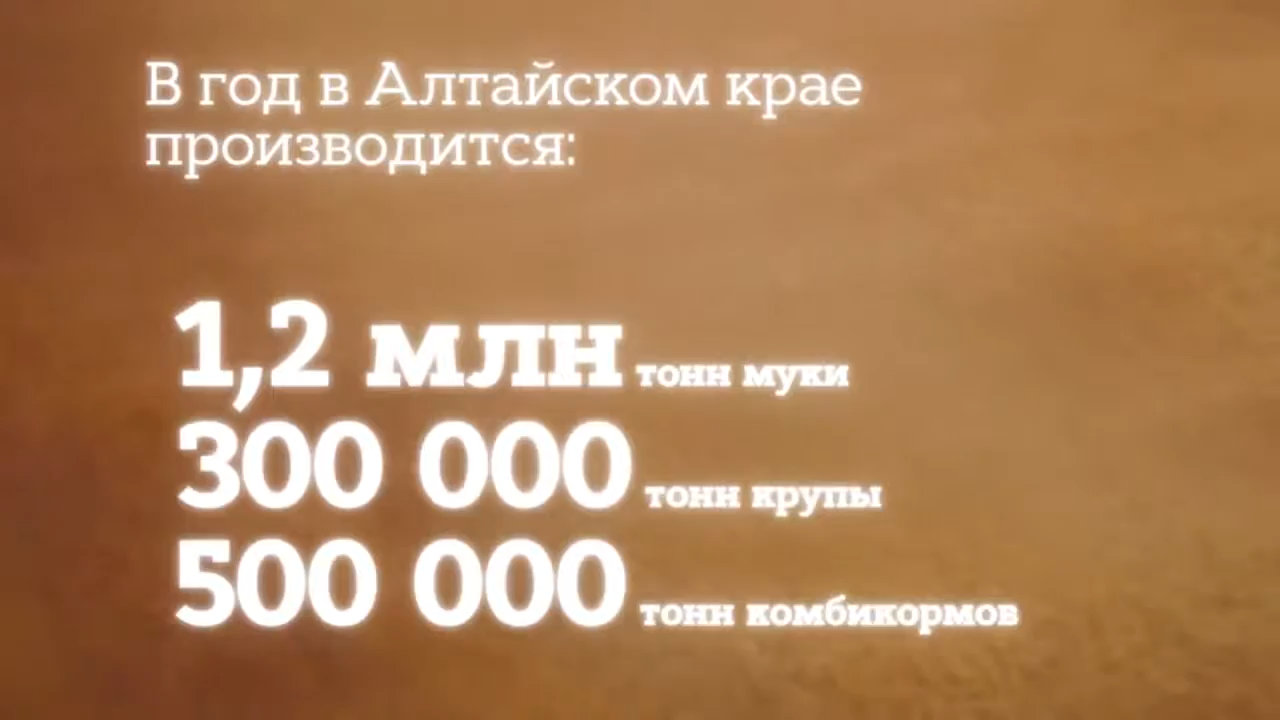 В год в Алтайском крае
производится:
1,2 млн тонн муки
300 000 тонн крупы
500 000 тонн комбикормов